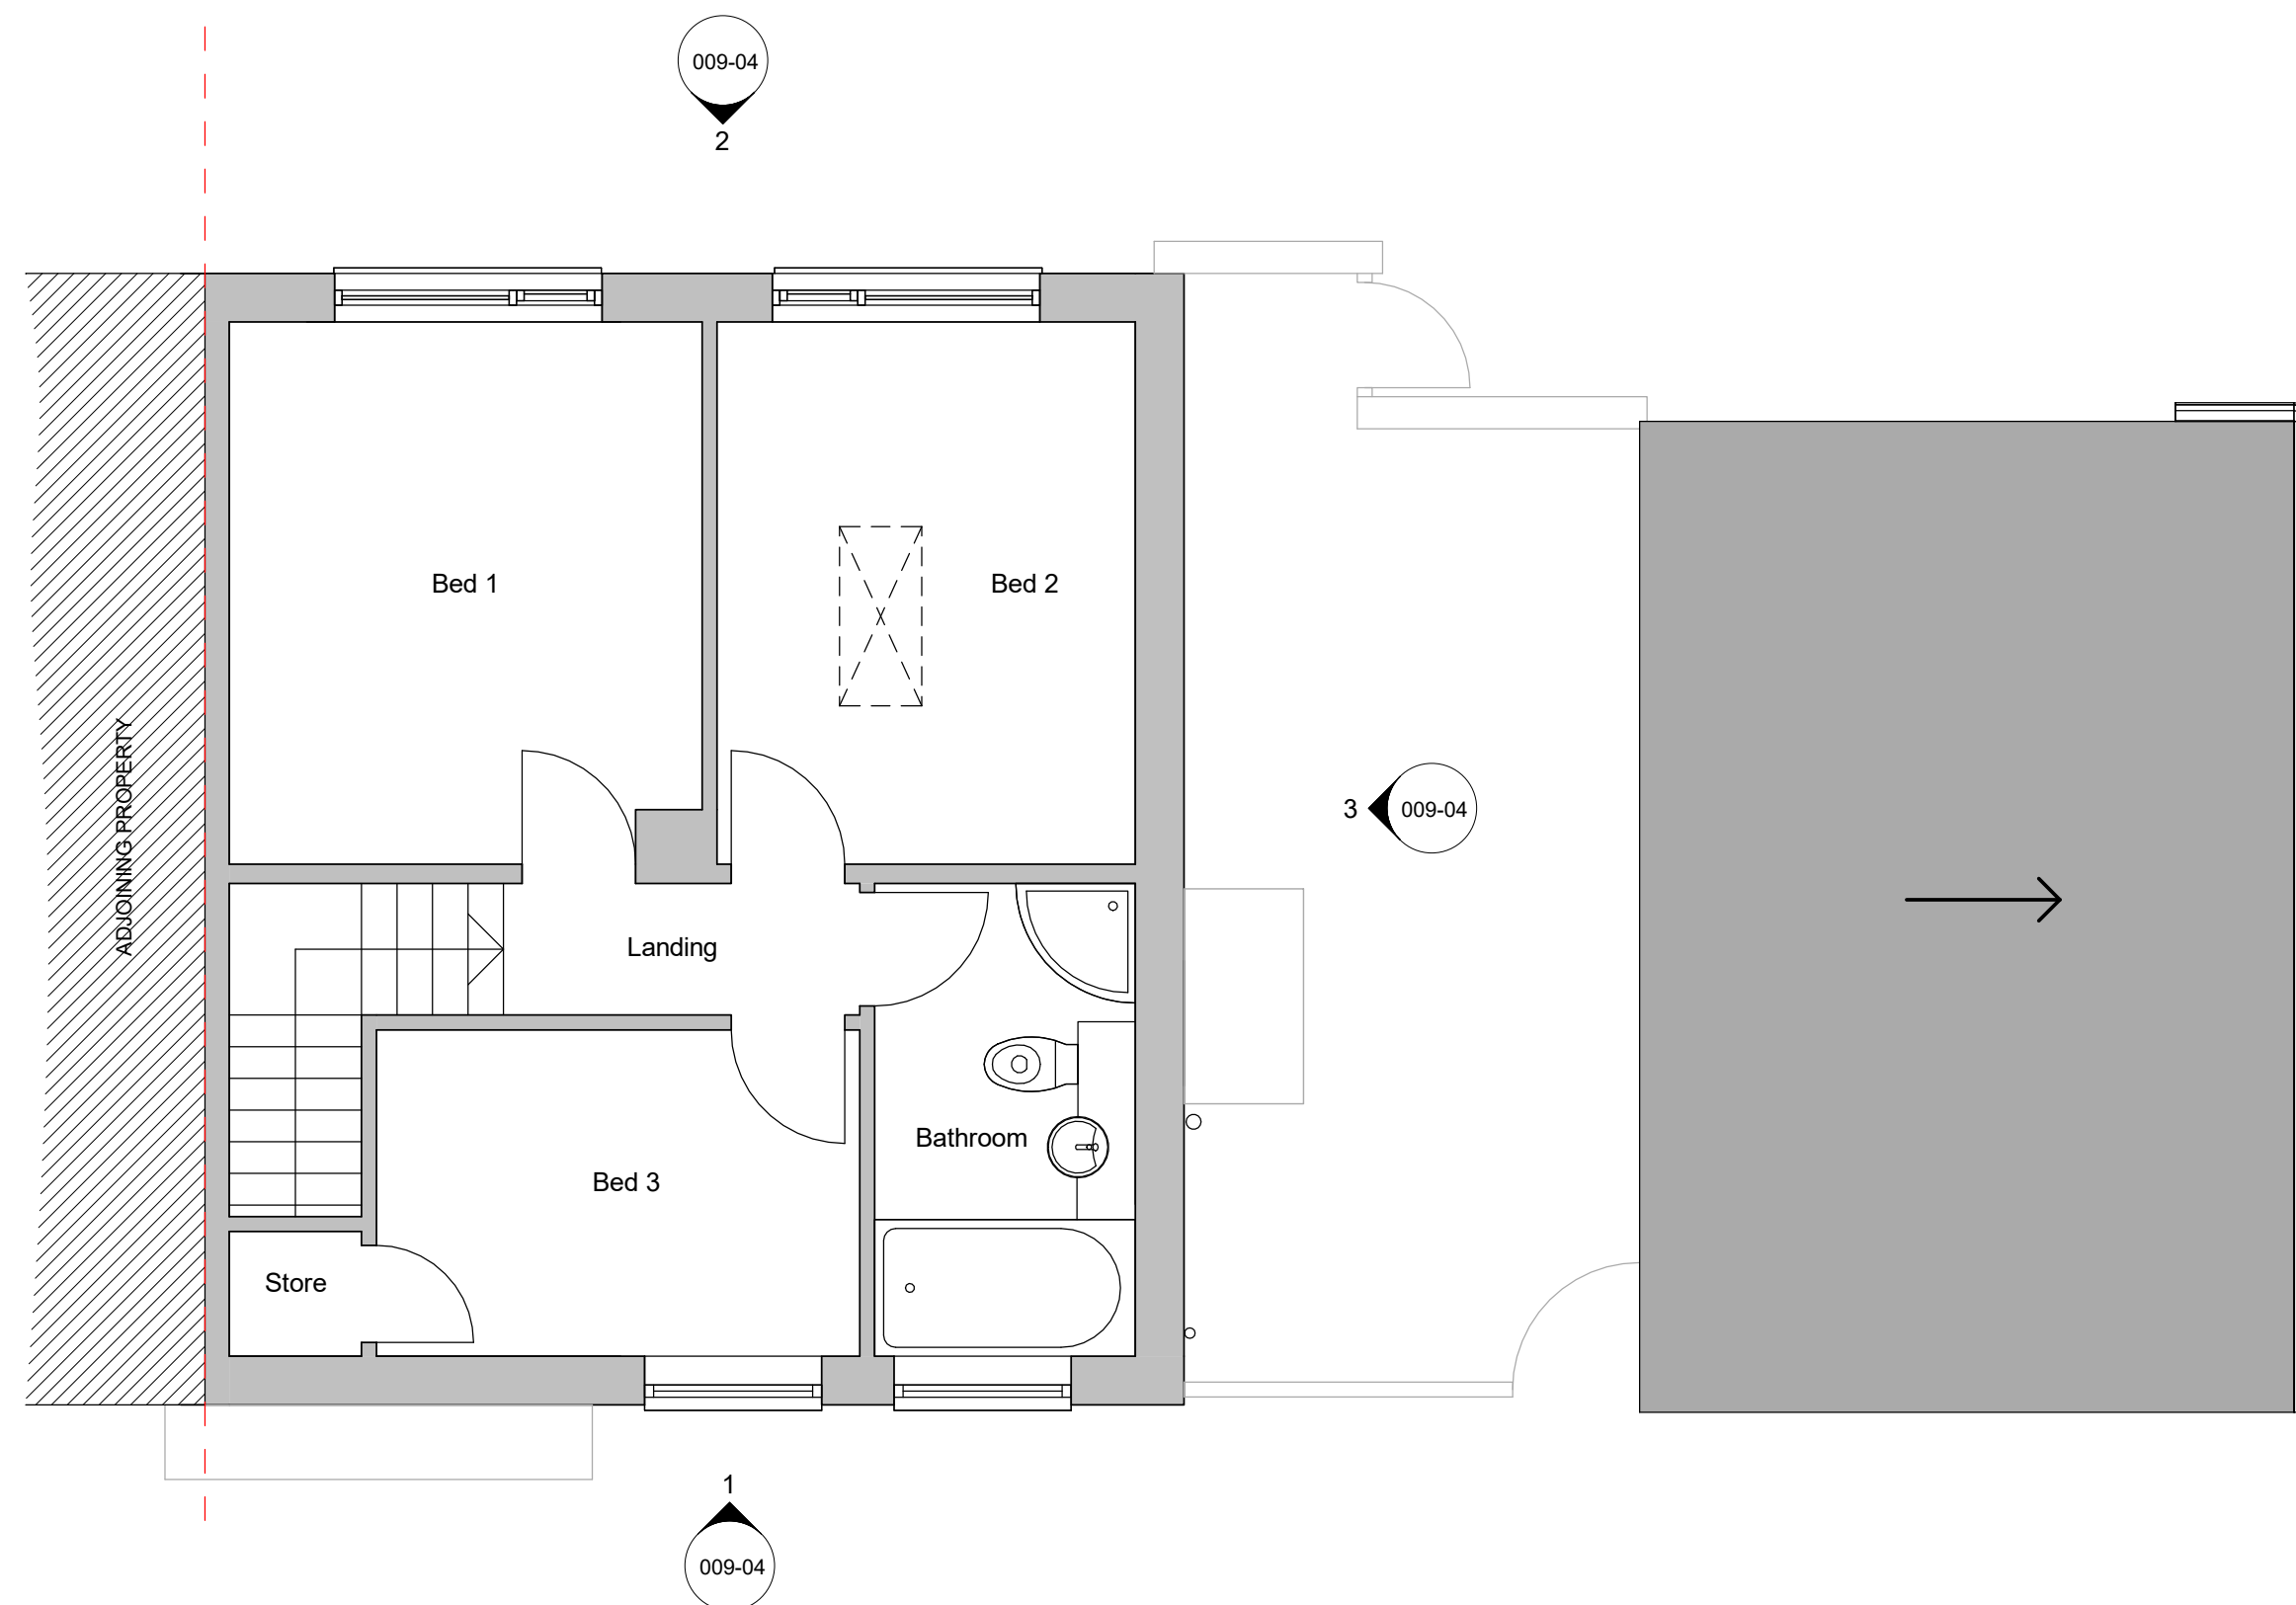 009-04
2
Bed 1
Bed 2
ADJOINING PROPERTY
3
009-04
Landing
Bathroom
Bed 3
Store
1
009-04